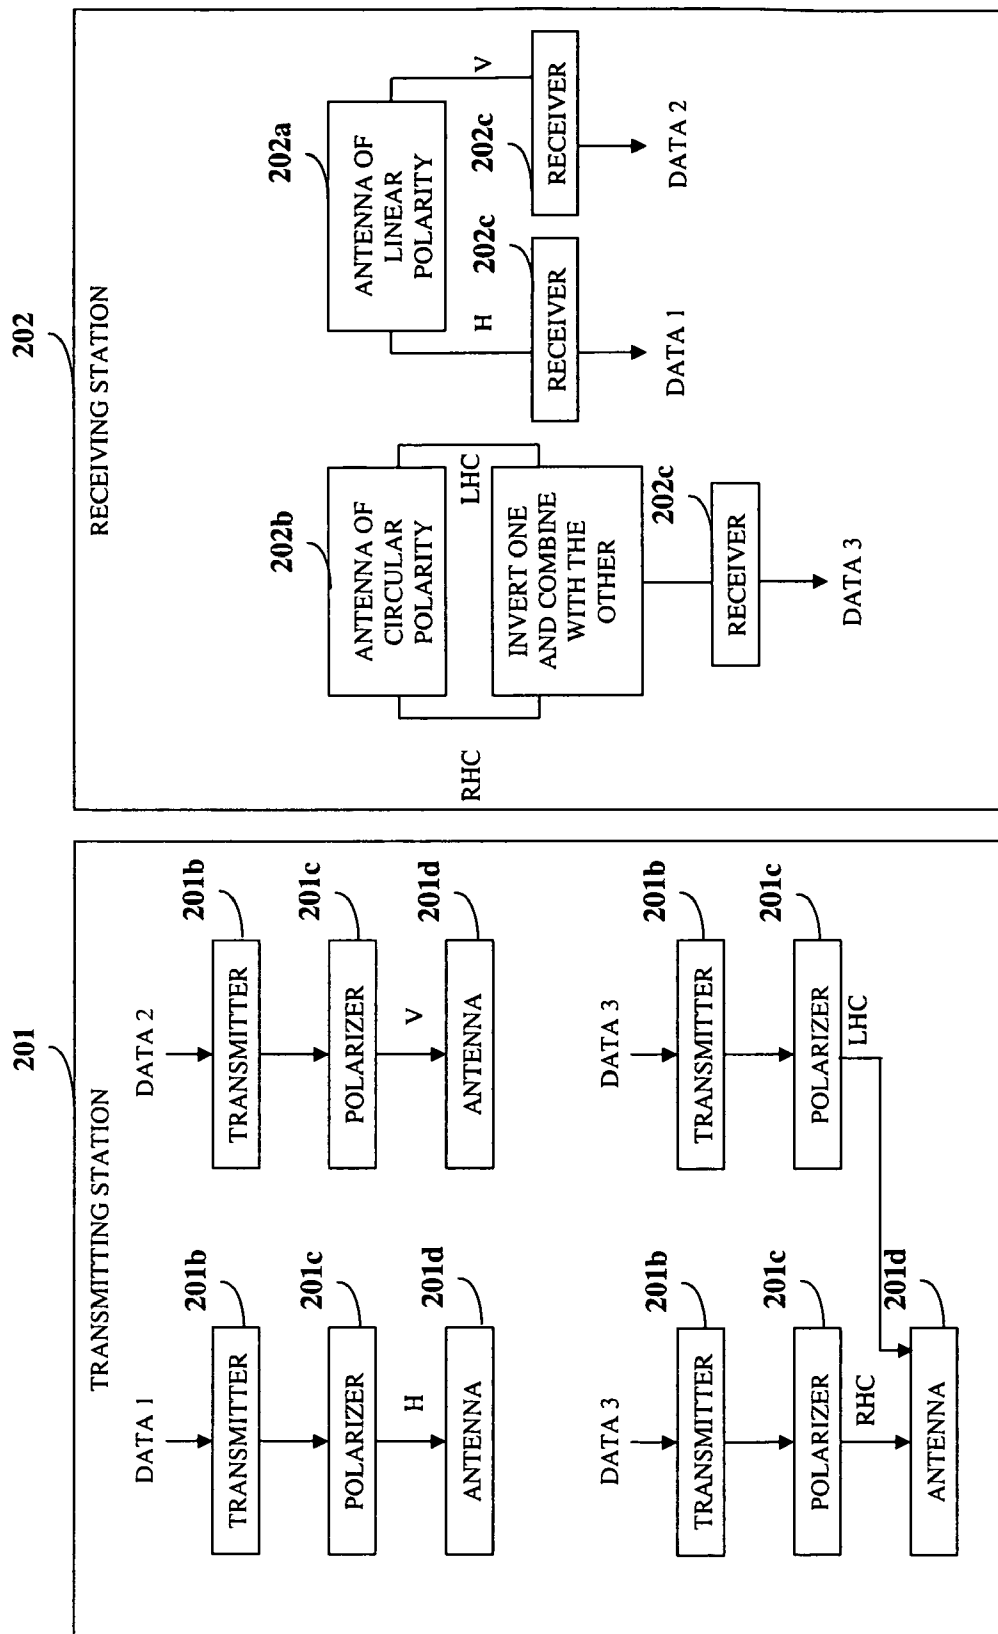 201
TRANSMITTING STATION
DATA 1
DATA 2
201b
201b
TRANSMITTER
TRANSMITTER
201c
201c
POLARIZER
POLARIZER
H
V
201d
201d
ANTENNA
ANTENNA
DATA 3
DATA 3
201b
201b
TRANSMITTER
TRANSMITTER
201c
201c
POLARIZER
POLARIZER
RHC
LHC
201d
ANTENNA
202
RECEIVING STATION
202b
202a
ANTENNA OF
CIRCULAR
POLARITY
ANTENNA OF
LINEAR
POLARITY
RHC
LHC
H
V
202c
202c
INVERT ONE
AND COMBINE
WITH THE
OTHER
RECEIVER
RECEIVER
DATA 1
DATA 2
202c
RECEIVER
DATA 3